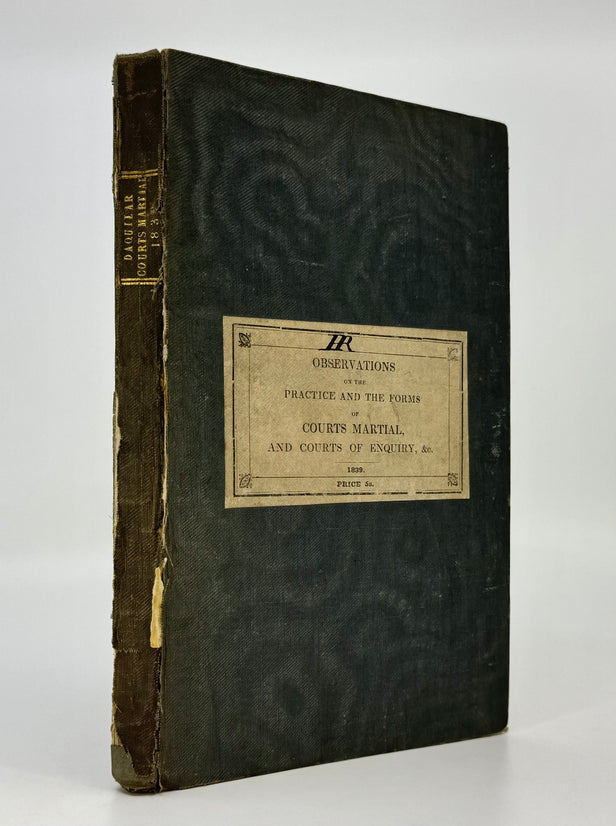 DAQUILAR
COURTS MARTIAL
183
HR
OBSERVATIONS
ON THE
PRACTICE AND THE FORMS
OF
COURTS MARTIAL,
AND COURTS OF ENQUIRY, &c.
1839.
PRICE 5s.